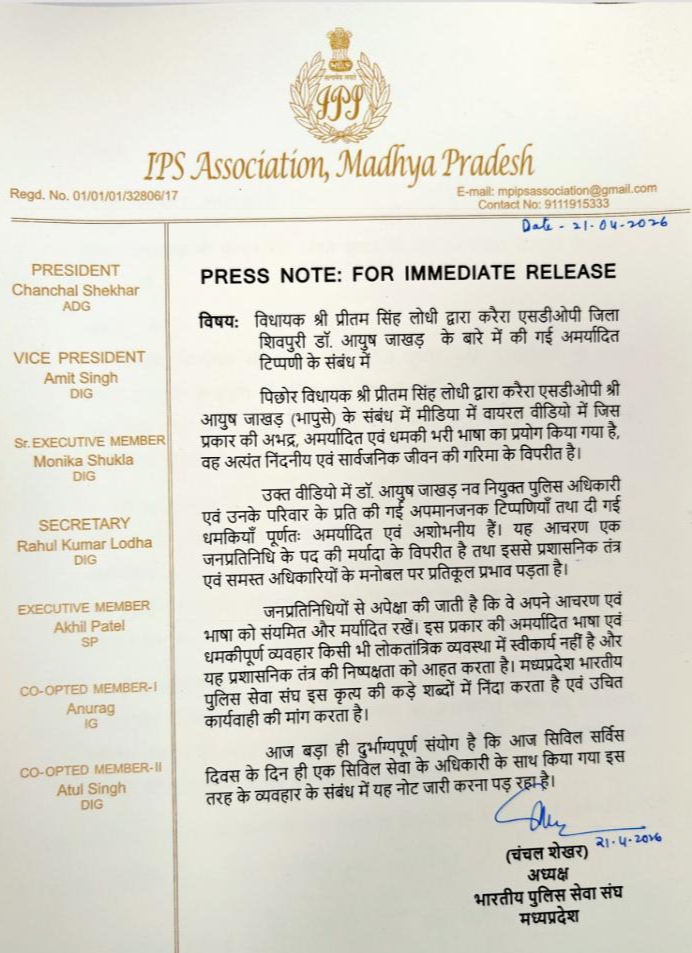 सत्यमेव जयते
IPS
IPS Association, Madhya Pradesh
Regd. No. 01/01/01/32806/17
E-mail: mpipsassociation@gmail.com
Contact No: 9111915333
Date - 21-04-2026
PRESIDENT
Chanchal Shekhar
ADG
VICE PRESIDENT
Amit Singh
DIG
Sr. EXECUTIVE MEMBER
Monika Shukla
DIG
SECRETARY
Rahul Kumar Lodha
DIG
EXECUTIVE MEMBER
Akhil Patel
SP
CO-OPTED MEMBER-I
Anurag
IG
CO-OPTED MEMBER-II
Atul Singh
DIG
PRESS NOTE: FOR IMMEDIATE RELEASE
विषयः विधायक श्री प्रीतम सिंह लोधी द्वारा करैरा एसडीओपी जिला
शिवपुरी डॉ. आयुष जाखड़ के बारे में की गई अमर्यादित
टिप्पणी के संबंध में
पिछोर विधायक श्री प्रीतम सिंह लोधी द्वारा करैरा एसडीओपी श्री
आयुष जाखड़ (भापुसे) के संबंध में मीडिया में वायरल वीडियो में जिस
प्रकार की अभद्र, अमर्यादित एवं धमकी भरी भाषा का प्रयोग किया गया है,
वह अत्यंत निंदनीय एवं सार्वजनिक जीवन की गरिमा के विपरीत है।
उक्त वीडियो में डॉ. आयुष जाखड़ नव नियुक्त पुलिस अधिकारी
एवं उनके परिवार के प्रति की गई अपमानजनक टिप्पणियाँ तथा दी गई
धमकियाँ पूर्णतः अमर्यादित एवं अशोभनीय हैं। यह आचरण एक
जनप्रतिनिधि के पद की मर्यादा के विपरीत है तथा इससे प्रशासनिक तंत्र
एवं समस्त अधिकारियों के मनोबल पर प्रतिकूल प्रभाव पड़ता है।
जनप्रतिनिधियों से अपेक्षा की जाती है कि वे अपने आचरण एवं
भाषा को संयमित और मर्यादित रखें। इस प्रकार की अमर्यादित भाषा एवं
धमकीपूर्ण व्यवहार किसी भी लोकतांत्रिक व्यवस्था में स्वीकार्य नहीं है और
यह प्रशासनिक तंत्र की निष्पक्षता को आहत करता है। मध्यप्रदेश भारतीय
पुलिस सेवा संघ इस कृत्य की कड़े शब्दों में निंदा करता है एवं उचित
कार्यवाही की मांग करता है।
आज बड़ा ही दुर्भाग्यपूर्ण संयोग है कि आज सिविल सर्विस
दिवस के दिन ही एक सिविल सेवा के अधिकारी के साथ किया गया इस
तरह के व्यवहार के संबंध में यह नोट जारी करना पड़ रहा है।
21-4-2026
(चंचल शेखर)
अध्यक्ष
भारतीय पुलिस सेवा संघ
मध्यप्रदेश